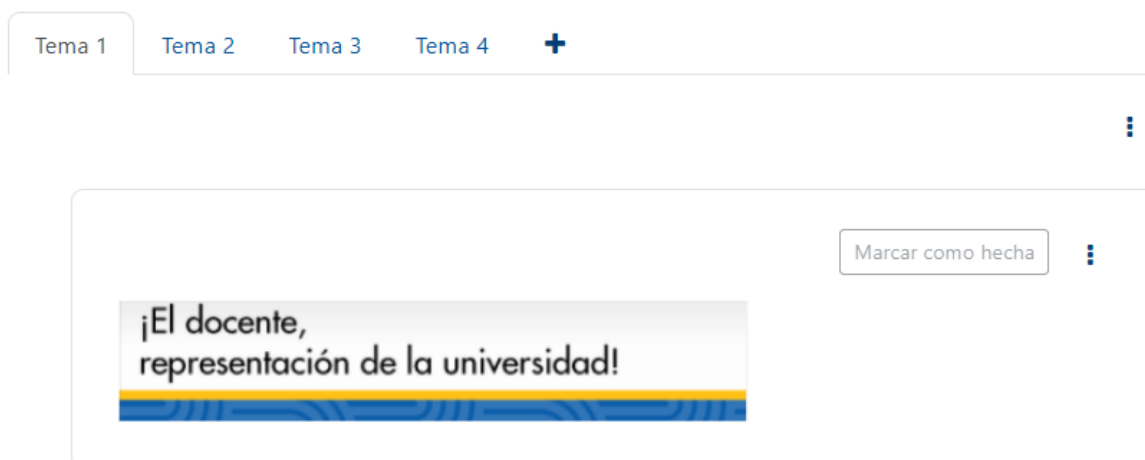 Tema 1 Tema 2 Tema 3 Tema 4 +
Marcar como hecha
¡El docente,
representación de la universidad!